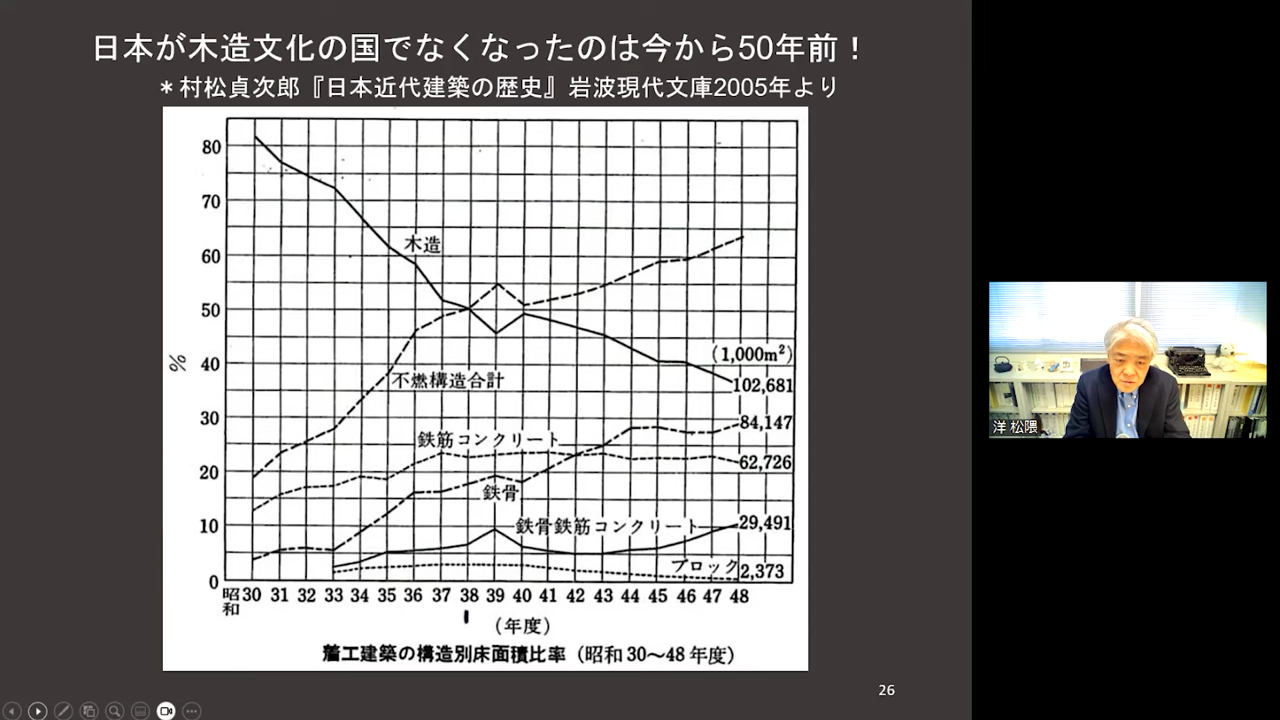 日本が木造文化の国でなくなったのは今から50年前！
＊村松貞次郎『日本近代建築の歴史』岩波現代文庫2005年より
80
70
60
50
40
30
20
10
0
%
木造
不燃構造合計
鉄筋コンクリート
鉄骨
鉄骨鉄筋コンクリート
ブロック
(1,000m²)
102,681
84,147
62,726
29,491
2,373
昭和 30 31 32 33 34 35 36 37 38 39 40 41 42 43 44 45 46 47 48
(年度)
着工建築の構造別床面積比率 (昭和30〜48年度)
26
洋 松隈